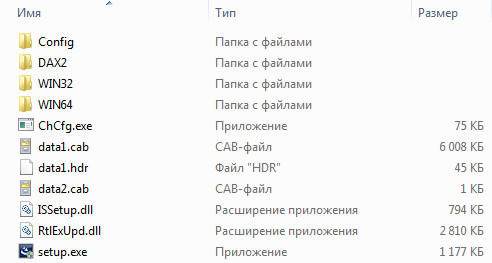 Имя Тип Размер
Config Папка с файлами
DAX2 Папка с файлами
WIN32 Папка с файлами
WIN64 Папка с файлами
ChCfg.exe Приложение 75 КБ
data1.cab CAB-файл 6 008 КБ
data1.hdr Файл "HDR" 45 КБ
data2.cab CAB-файл 1 КБ
ISSetup.dll Расширение приложения 794 КБ
RtlExUpd.dll Расширение приложения 2 810 КБ
setup.exe Приложение 1 177 КБ